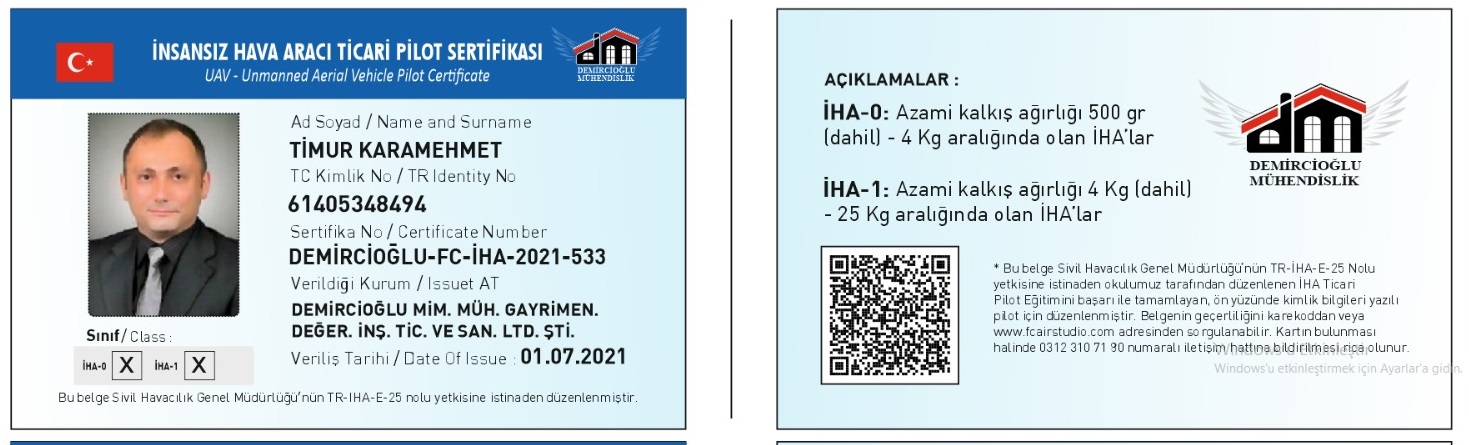 İNSANSIZ HAVA ARACI TİCARİ PİLOT SERTİFİKASI
UAV - Unmanned Aerial Vehicle Pilot Certificate
DEMİRCİOĞLU
MÜHENDİSLİK
Ad Soyad / Name and Surname
TİMUR KARAMEHMET
TC Kimlik No / TR Identity No
61405348494
Sertifika No / Certificate Number
DEMİRCİOĞLU-FC-İHA-2021-533
Verildiği Kurum / Issuet AT
DEMİRCİOĞLU MİM. MÜH. GAYRİMEN.
DEĞER. İNŞ. TİC. VE SAN. LTD. ŞTİ.
Veriliş Tarihi / Date Of Issue : 01.07.2021
Sınıf / Class :
İHA-0 X İHA-1 X
Bu belge Sivil Havacılık Genel Müdürlüğü'nün TR-IHA-E-25 nolu yetkisine istinaden düzenlenmiştir.
AÇIKLAMALAR :
İHA-0: Azami kalkış ağırlığı 500 gr
(dahil) - 4 Kg aralığında olan İHA'lar
İHA-1: Azami kalkış ağırlığı 4 Kg (dahil)
- 25 Kg aralığında olan İHA'lar
dm
DEMİRCİOĞLU
MÜHENDİSLİK
* Bu belge Sivil Havacılık Genel Müdürlüğü'nün TR-İHA-E-25 Nolu
yetkisine istinaden okulumuz tarafından düzenlenen İHA Ticari
Pilot Eğitimini başarı ile tamamlayan, ön yüzünde kimlik bilgileri yazılı
pilot için düzenlenmiştir. Belgenin geçerliliğini karekoddan veya
www.fcairstudio.com adresinden sorgulanabilir. Kartın bulunması
halinde 0312 310 71 90 numaralı iletişim hattına bildirilmesi rica olunur.
Windows'u Etkinleştir
Windows'u etkinleştirmek için Ayarlar'a gidin.